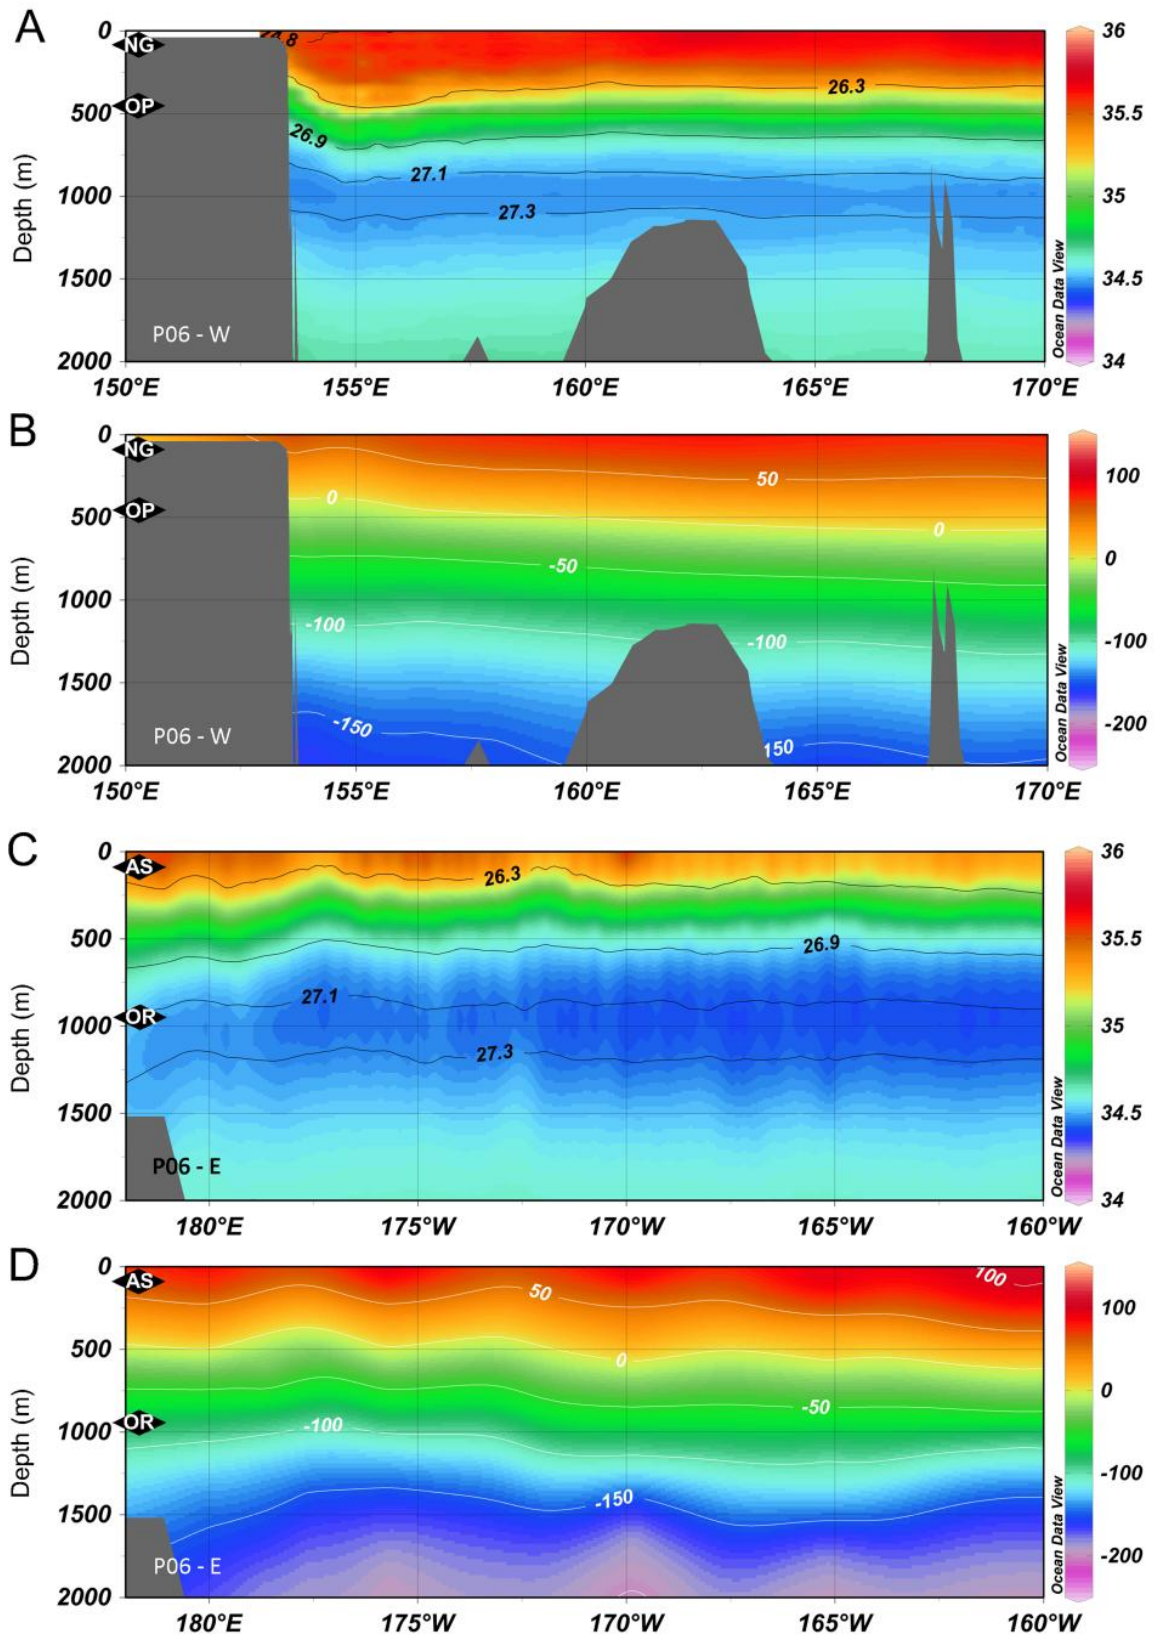 A
0
NG
24.8
26.3
OP
500
26.9
27.1
1000
27.3
1500
P06 - W
2000
150°E
155°E
160°E
165°E
170°E
Depth (m)
Ocean Data View
36
35.5
35
34.5
34
B
0
NG
50
0
OP
500
0
-50
1000
-100
-100
1500
-150
150
P06 - W
2000
150°E
155°E
160°E
165°E
170°E
Depth (m)
Ocean Data View
100
0
-100
-200
C
0
AS
26.3
500
26.9
27.1
OR
1000
27.3
1500
P06 - E
2000
180°E
175°W
170°W
165°W
160°W
Depth (m)
Ocean Data View
36
35.5
35
34.5
34
D
0
AS
100
50
500
0
-50
OR
-100
1000
-150
1500
P06 - E
2000
180°E
175°W
170°W
165°W
160°W
Depth (m)
Ocean Data View
100
0
-100
-200